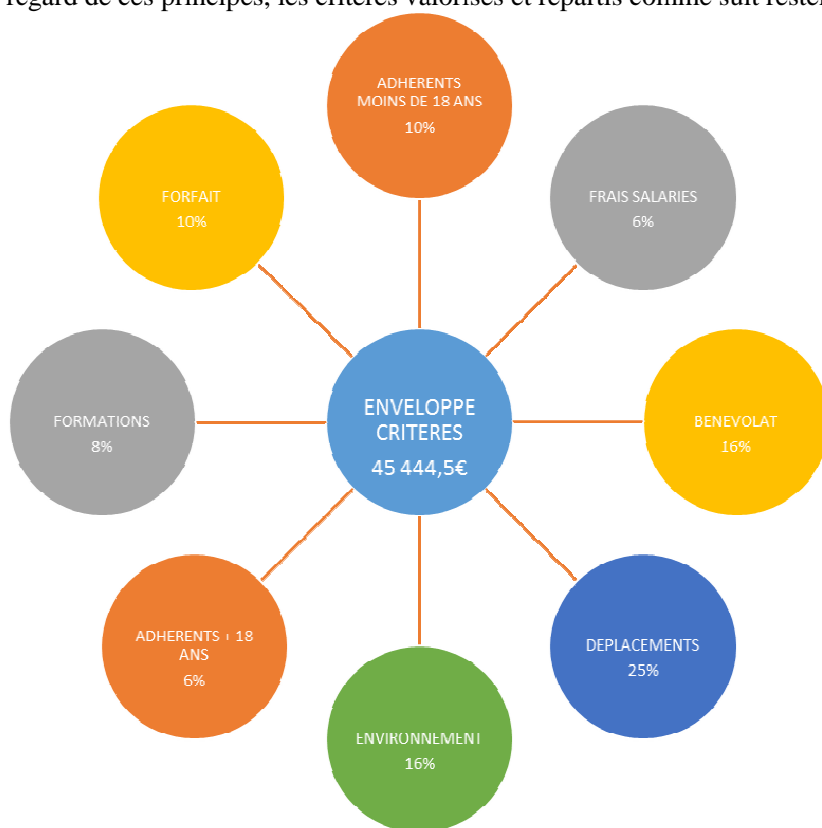 regard de ces principes, les critères valorisés et répartis comme suit
ADHERENTS
MOINS DE 18 ANS
10%
FORFAIT
10%
FRAIS SALARIES
6%
ENVELOPPE
CRITERES
45 444,5€
FORMATIONS
8%
BENEVOLAT
16%
ADHERENTS + 18
ANS
6%
DEPLACEMENTS
25%
ENVIRONNEMENT
16%